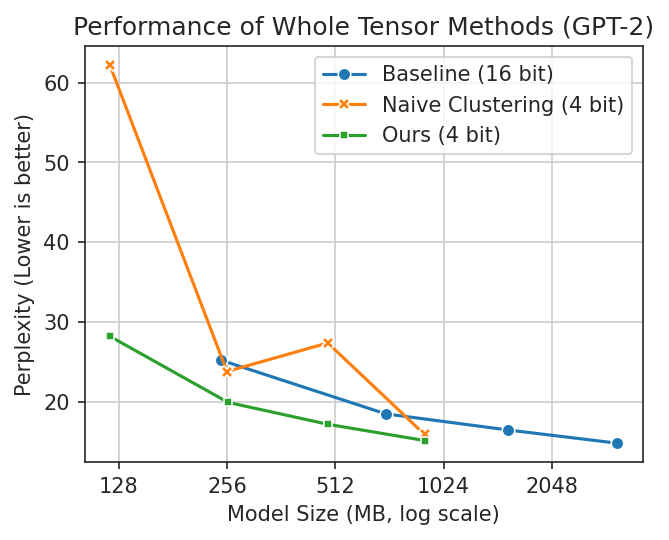 Performance of Whole Tensor Methods (GPT-2)
Baseline (16 bit)
Naive Clustering (4 bit)
Ours (4 bit)
Perplexity (Lower is better)
60
50
40
30
20
128 256 512 1024 2048
Model Size (MB, log scale)